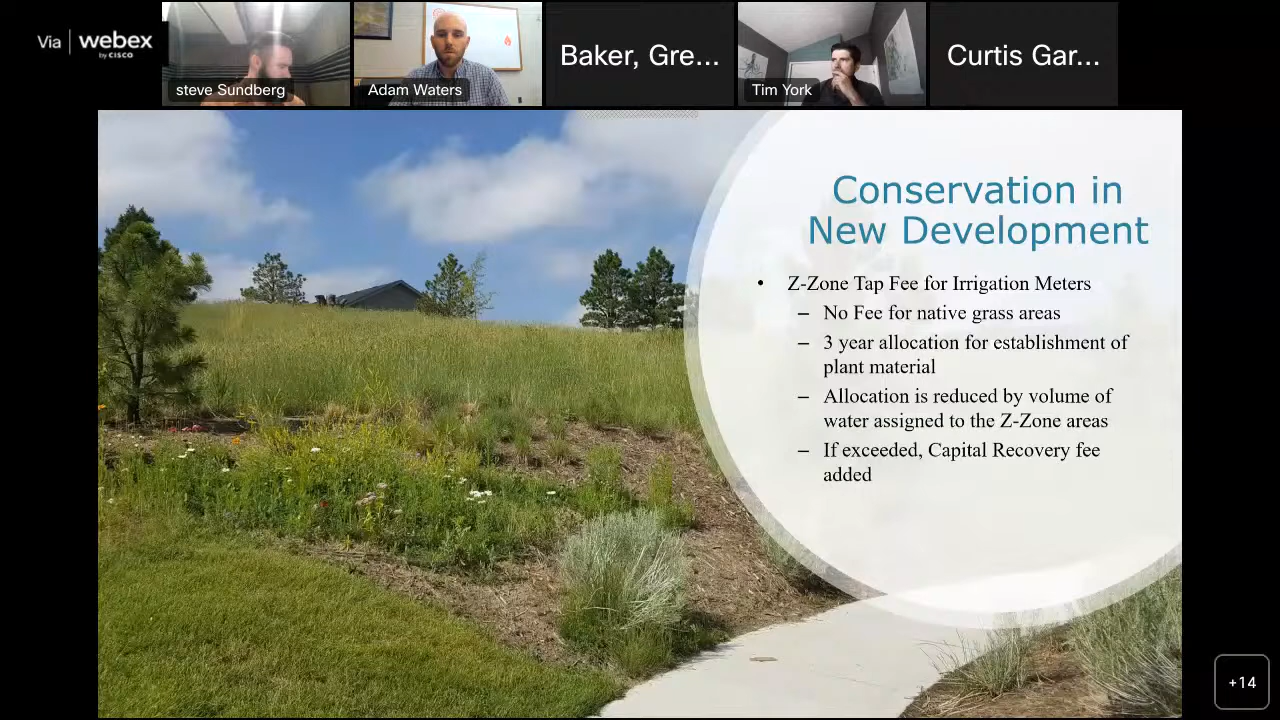 Via | webex
by CISCO
steve Sundberg
Adam Waters
Baker, Gre...
Tim York
Curtis Gar...
Conservation in
New Development
• Z-Zone Tap Fee for Irrigation Meters
– No Fee for native grass areas
– 3 year allocation for establishment of
plant material
– Allocation is reduced by volume of
water assigned to the Z-Zone areas
– If exceeded, Capital Recovery fee
added
+14